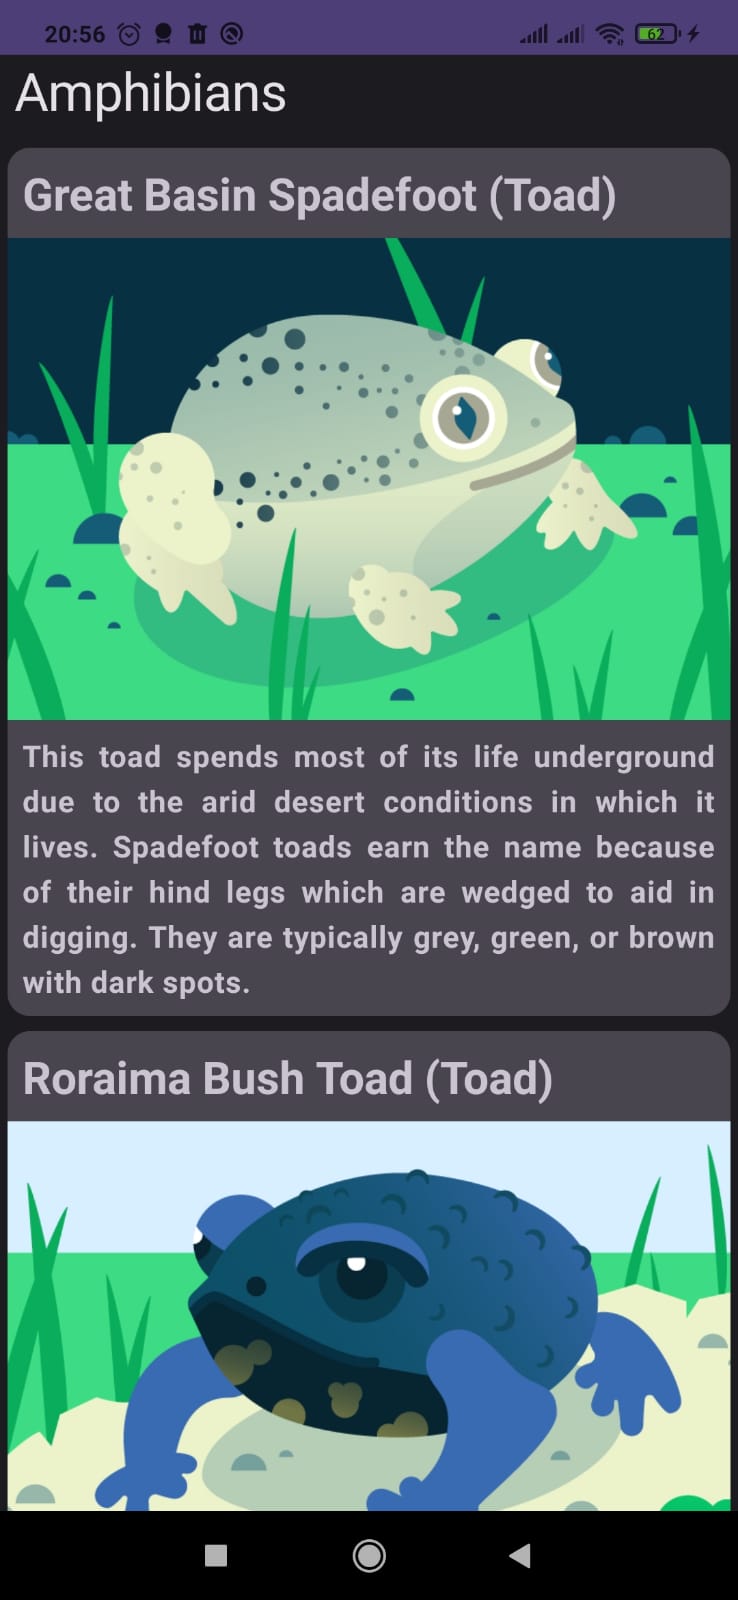 20:56
62
Amphibians
Great Basin Spadefoot (Toad)
This toad spends most of its life underground
due to the arid desert conditions in which it
lives. Spadefoot toads earn the name because
of their hind legs which are wedged to aid in
digging. They are typically grey, green, or brown
with dark spots.
Roraima Bush Toad (Toad)